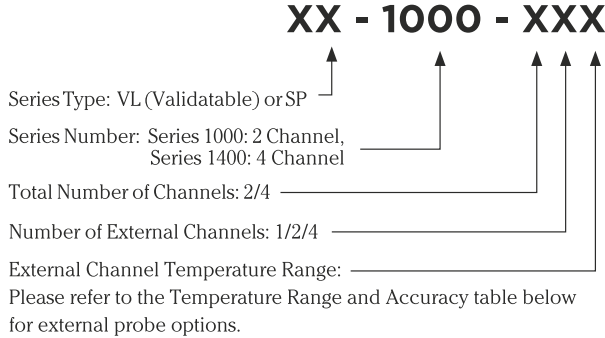 XX - 1000 - XXX
Series Type: VL (Validatable) or SP
Series Number: Series 1000: 2 Channel,
Series 1400: 4 Channel
Total Number of Channels: 2/4
Number of External Channels: 1/2/4
External Channel Temperature Range:
Please refer to the Temperature Range and Accuracy table below
for external probe options.